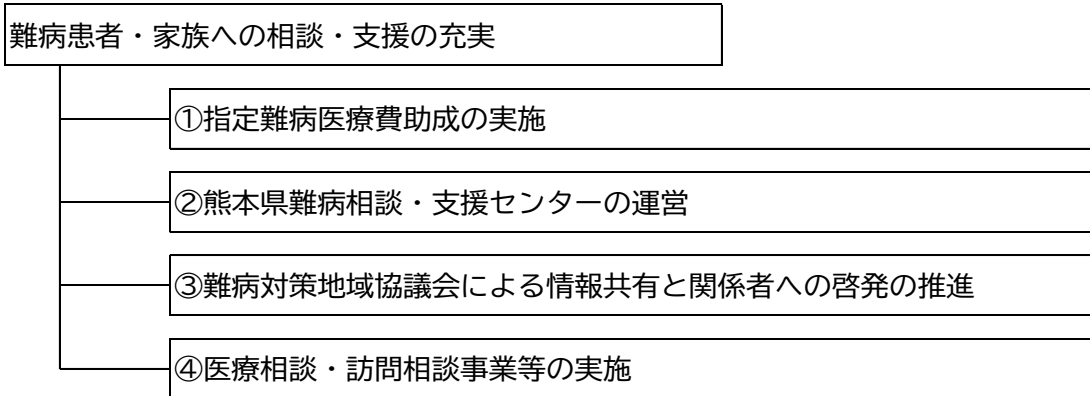 難病患者・家族への相談・支援の充実
①指定難病医療費助成の実施
②熊本県難病相談・支援センターの運営
③難病対策地域協議会による情報共有と関係者への啓発の推進
④医療相談・訪問相談事業等の実施